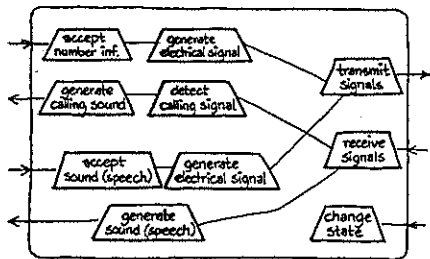 accept
number inf.
generate
electrical signal
transmit
signals
generate
calling sound
detect
calling signal
receive
signals
accept
sound (speech)
generate
electrical signal
generate
sound (speech)
change
state